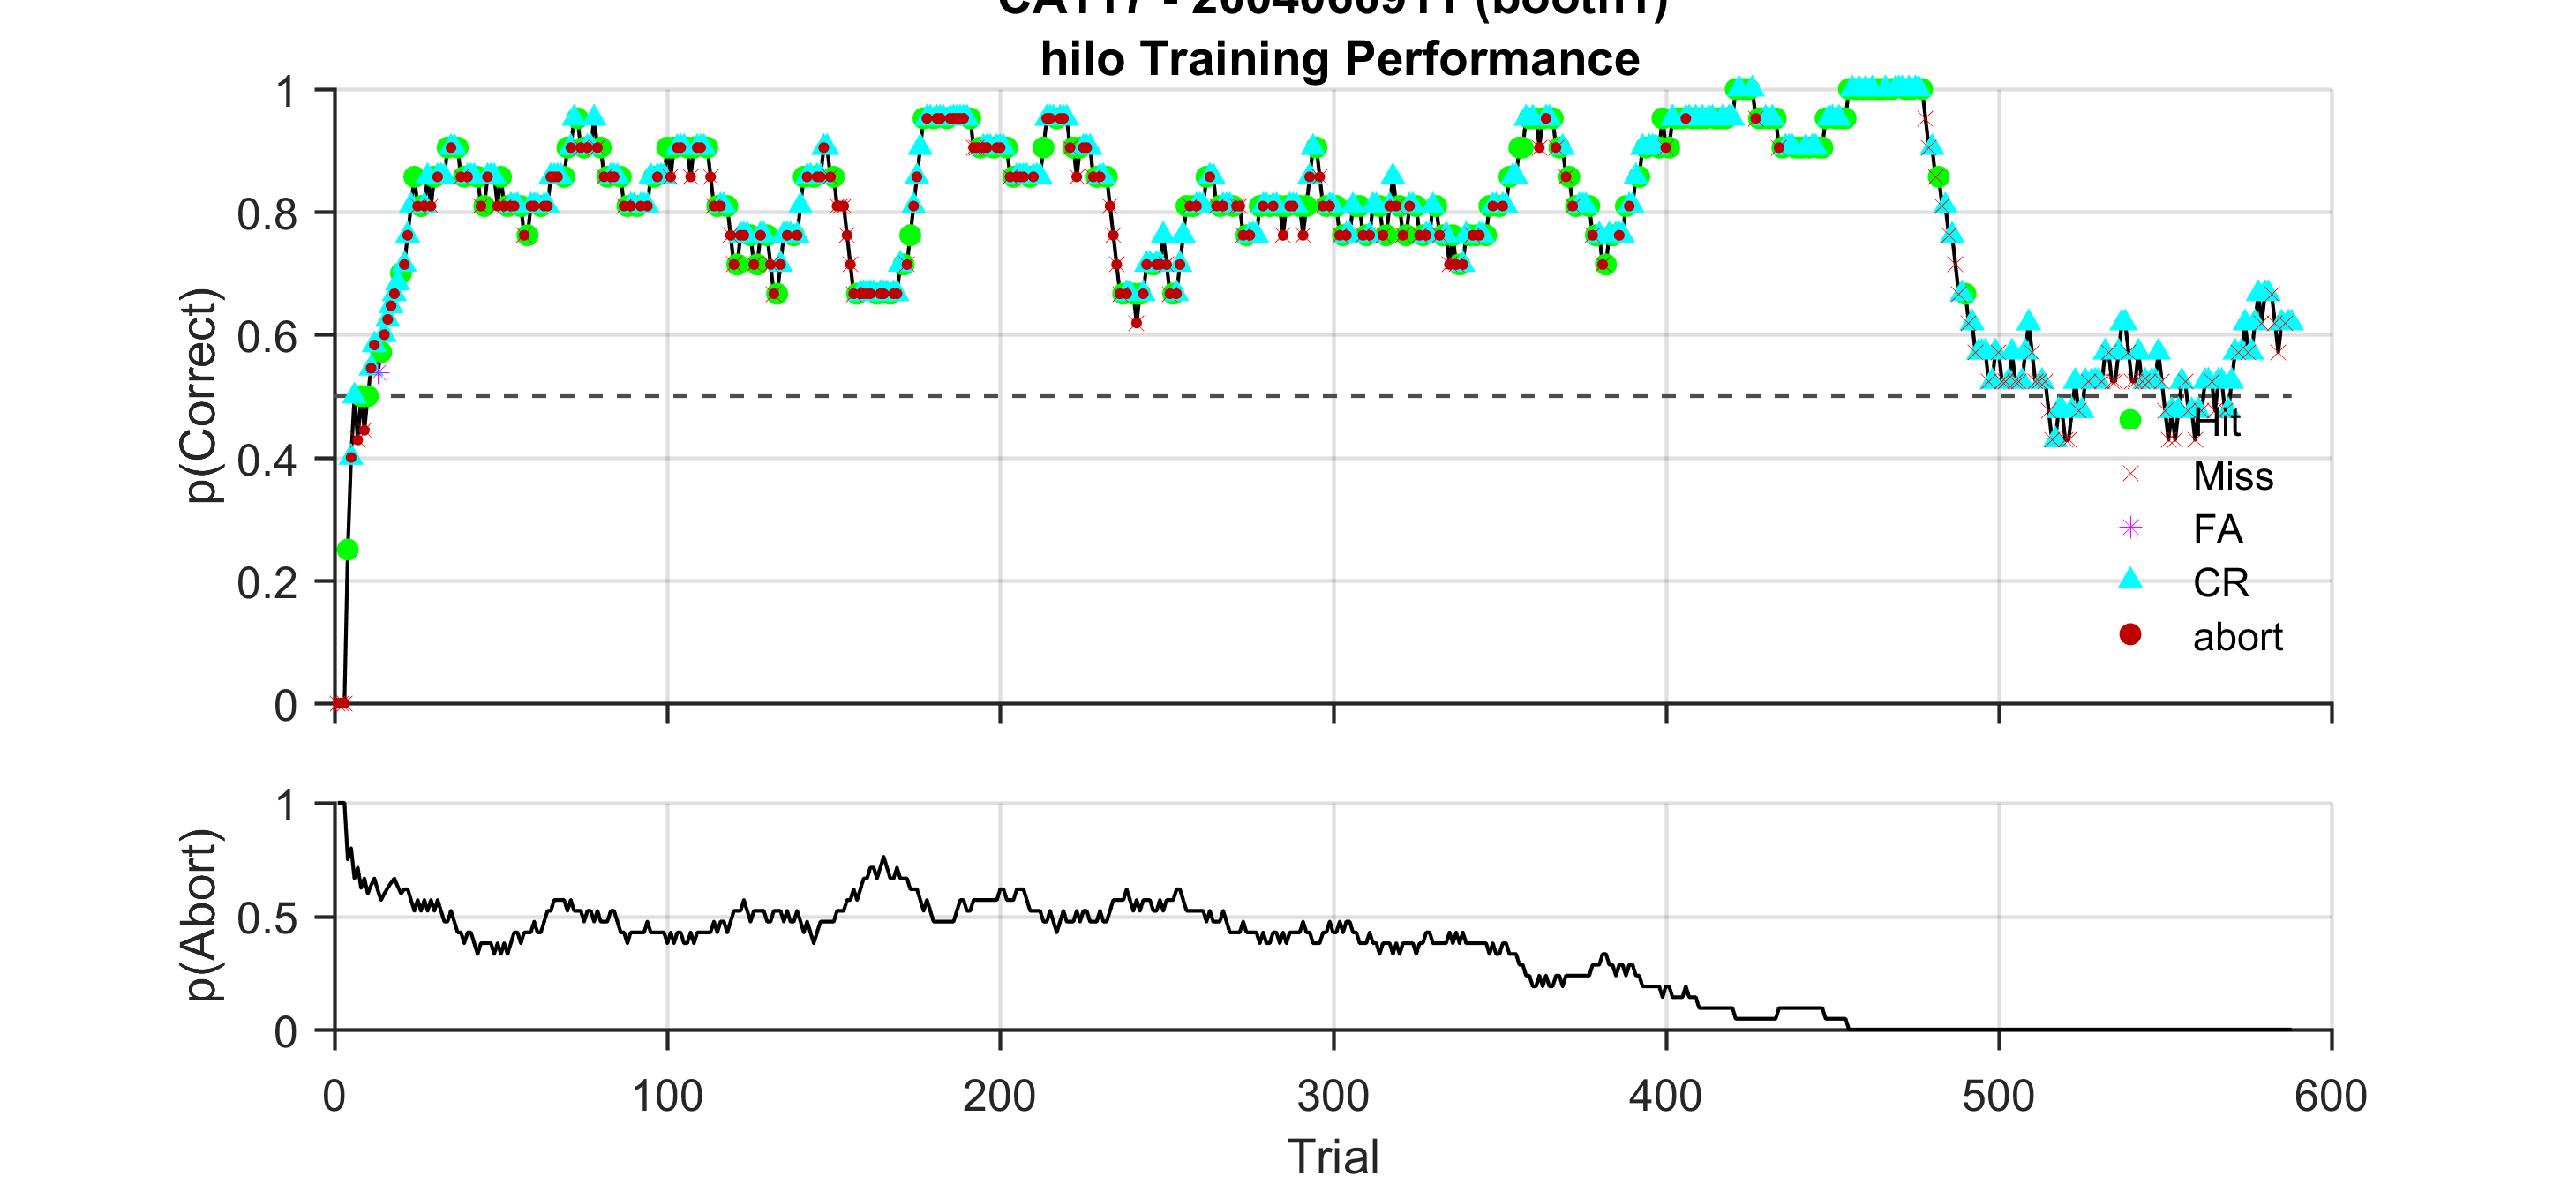 hilo Training Performance
1
0.8
0.6
0.4
0.2
0
p(Correct)
Hit
Miss
FA
CR
abort
1
0.5
0
p(Abort)
0 100 200 300 400 500 600
Trial